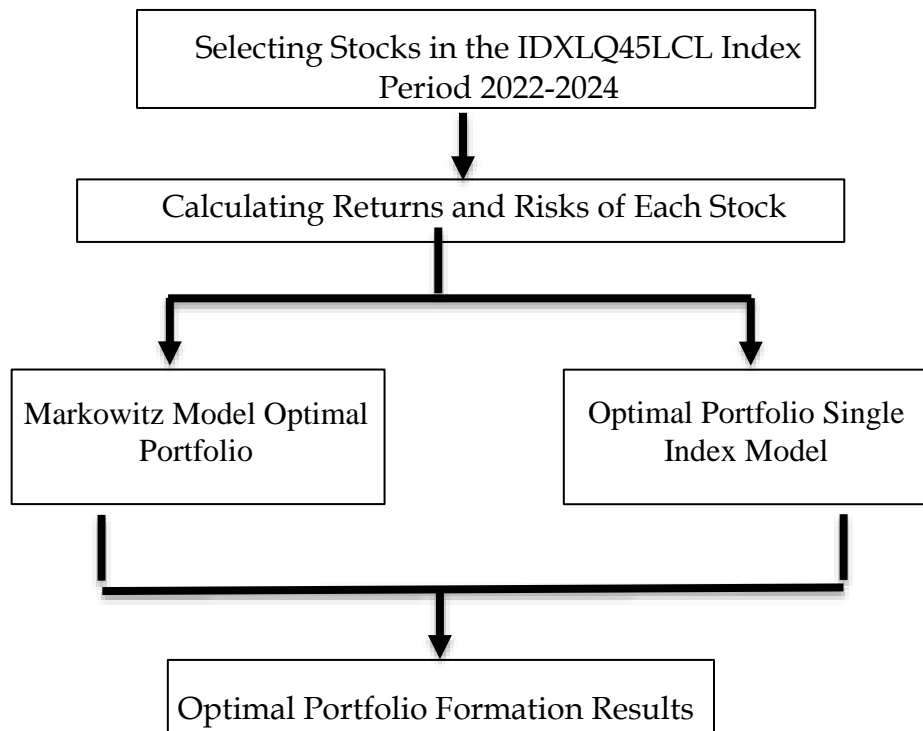 Selecting Stocks in the IDXLQ45LCL Index
Period 2022-2024
Calculating Returns and Risks of Each Stock
Markowitz Model Optimal
Portfolio
Optimal Portfolio Single
Index Model
Optimal Portfolio Formation Results